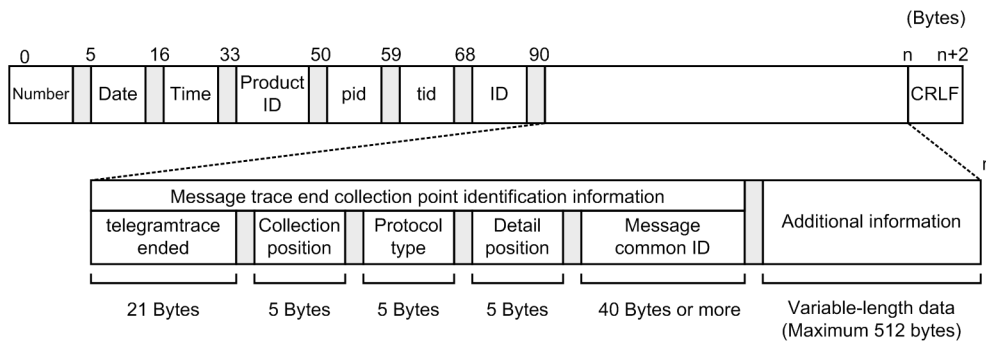 (Bytes)
0 5 16 33 50 59 68 90 n n+2
Number Date Time Product ID pid tid ID CRLF
n
Message trace end collection point identification information
telegramtrace ended Collection position Protocol type Detail position Message common ID Additional information
21 Bytes 5 Bytes 5 Bytes 5 Bytes 40 Bytes or more Variable-length data
(Maximum 512 bytes)